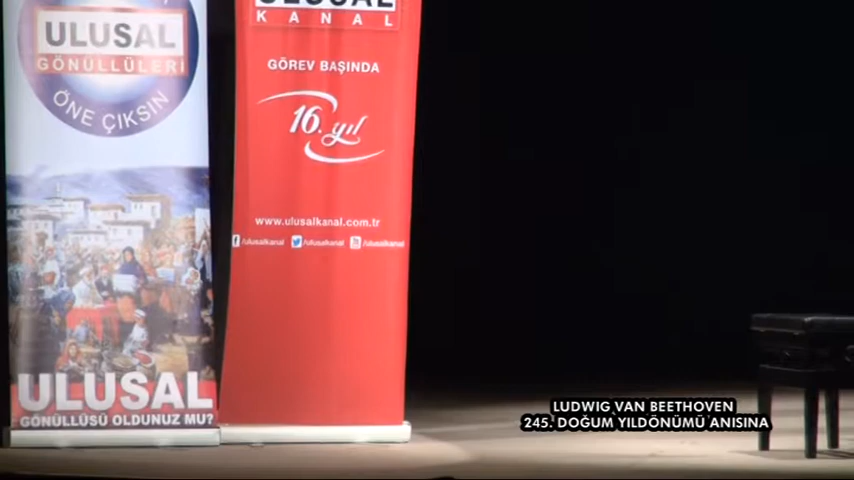 ULUSAL
GÖNÜLLÜLERİ
ÖNE ÇIKSIN
ULUSAL
GÖNÜLLÜSÜ OLDUNUZ MU?
ULUSAL
KANAL
GÖREV BAŞINDA
16. yıl
www.ulusalkanal.com.tr
/ulusalkanal /ulusalkanal /ulusalkanal
LUDWIG VAN BEETHOVEN
245. DOĞUM YILDÖNÜMÜ ANISINA